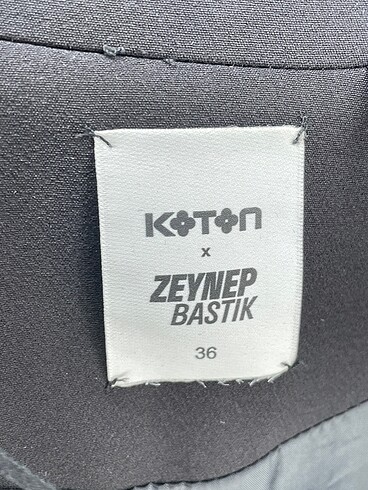 KOTON
x
ZEYNEP
BASTIK
36